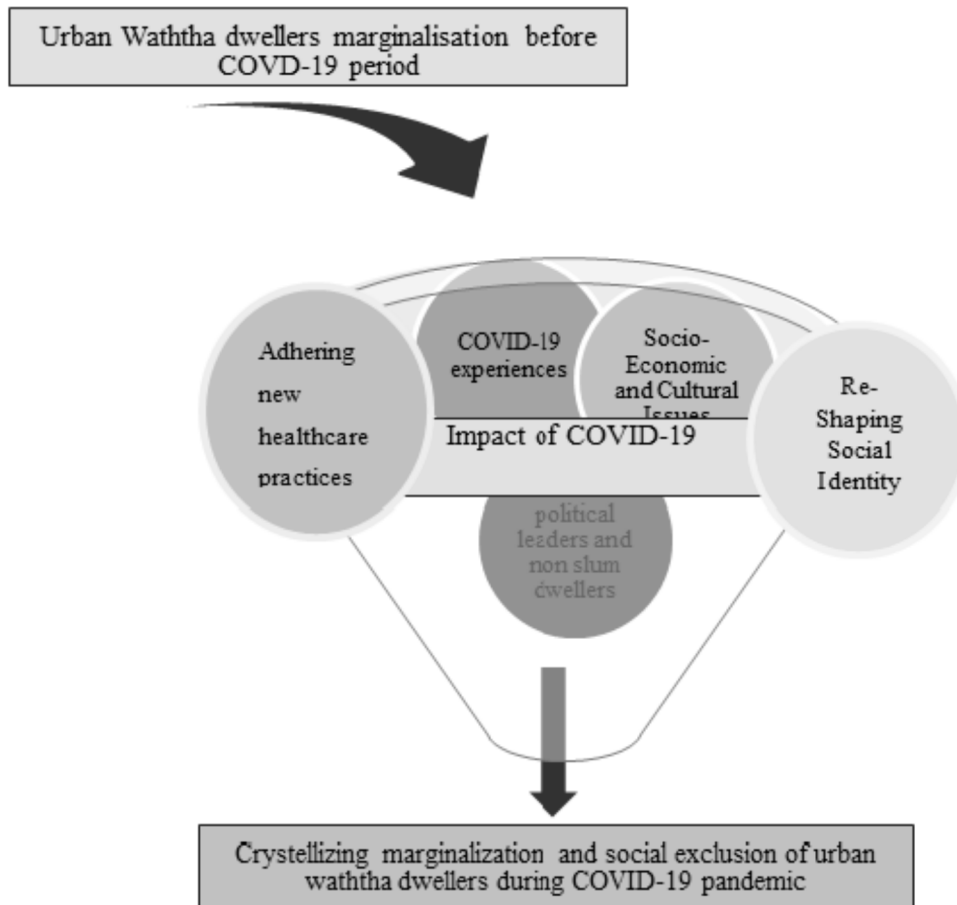 Urban Waththa dwellers marginalisation before
COVD-19 period
Adhering
new
healthcare
practices
COVID-19
experiences
Socio-
Economic
and Cultural
Issues
Re-
Shaping
Social
Identity
Impact of COVID-19
political
leaders and
non slum
dwellers
Crystellizing marginalization and social exclusion of urban
waththa dwellers during COVID-19 pandemic